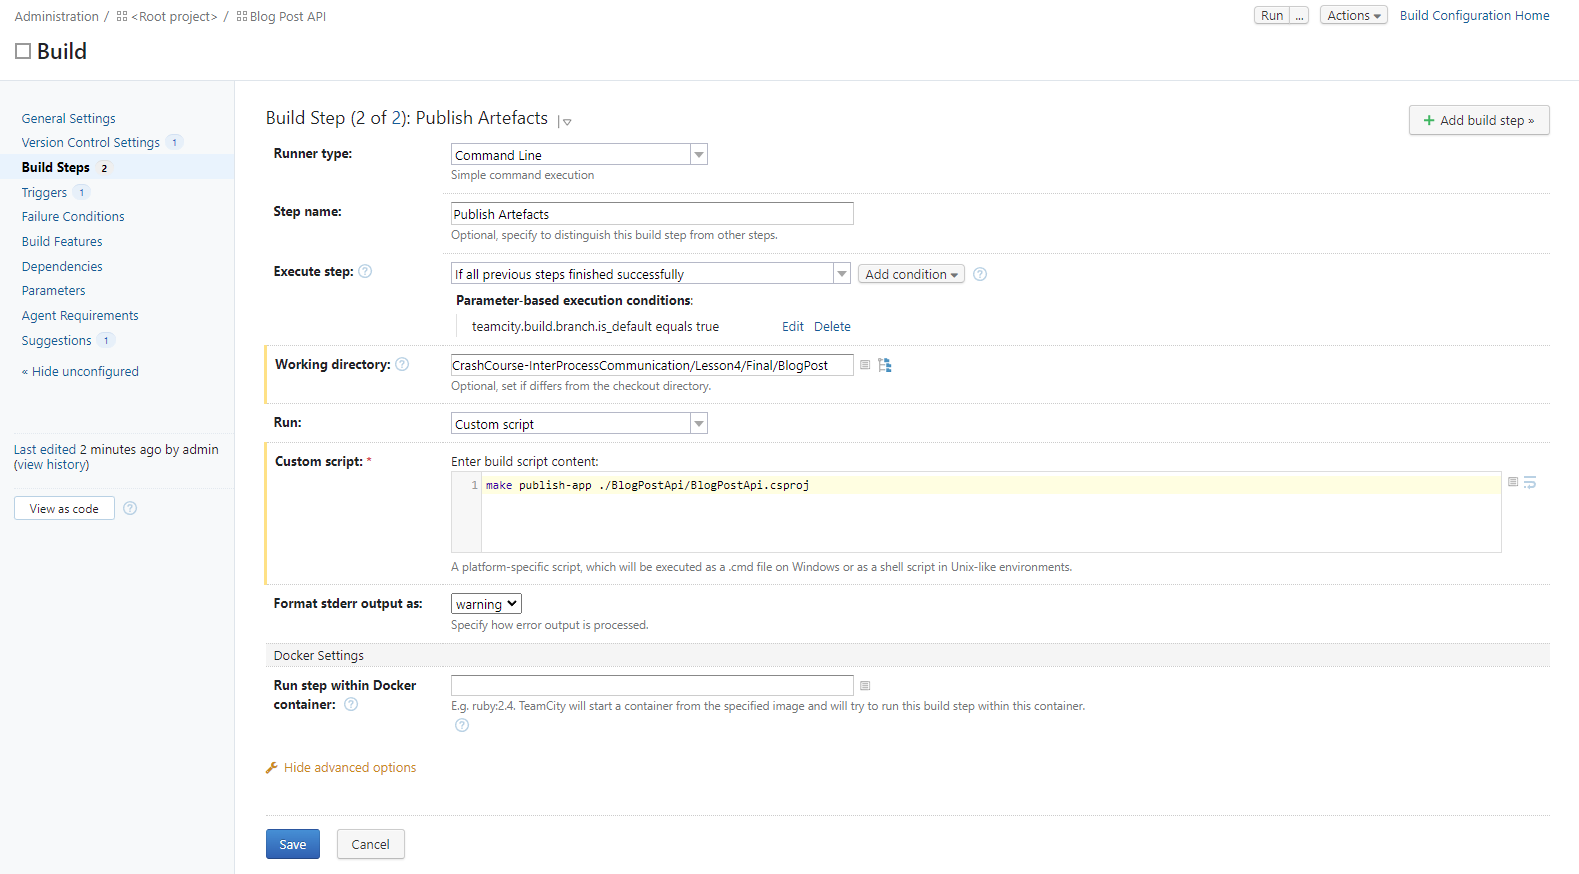 Administration / <Root project> / Blog Post API
Run ... Actions Build Configuration Home
Build
General Settings
Version Control Settings 1
Build Steps 2
Triggers 1
Failure Conditions
Build Features
Dependencies
Parameters
Agent Requirements
Suggestions 1
« Hide unconfigured
Last edited 2 minutes ago by admin
(view history)
View as code ?
Build Step (2 of 2): Publish Artefacts
+ Add build step »
Runner type: Command Line
Simple command execution
Step name: Publish Artefacts
Optional, specify to distinguish this build step from other steps.
Execute step: ? If all previous steps finished successfully Add condition ?
Parameter-based execution conditions:
teamcity.build.branch.is_default equals true Edit Delete
Working directory: ? CrashCourse-InterProcessCommunication/Lesson4/Final/BlogPost
Optional, set if differs from the checkout directory.
Run: Custom script
Custom script: * Enter build script content:
1 make publish-app ./BlogPostApi/BlogPostApi.csproj
A platform-specific script, which will be executed as a .cmd file on Windows or as a shell script in Unix-like environments.
Format stderr output as: warning
Specify how error output is processed.
Docker Settings
Run step within Docker
container: ?
E.g. ruby:2.4. TeamCity will start a container from the specified image and will try to run this build step within this container.
?
Hide advanced options
Save Cancel